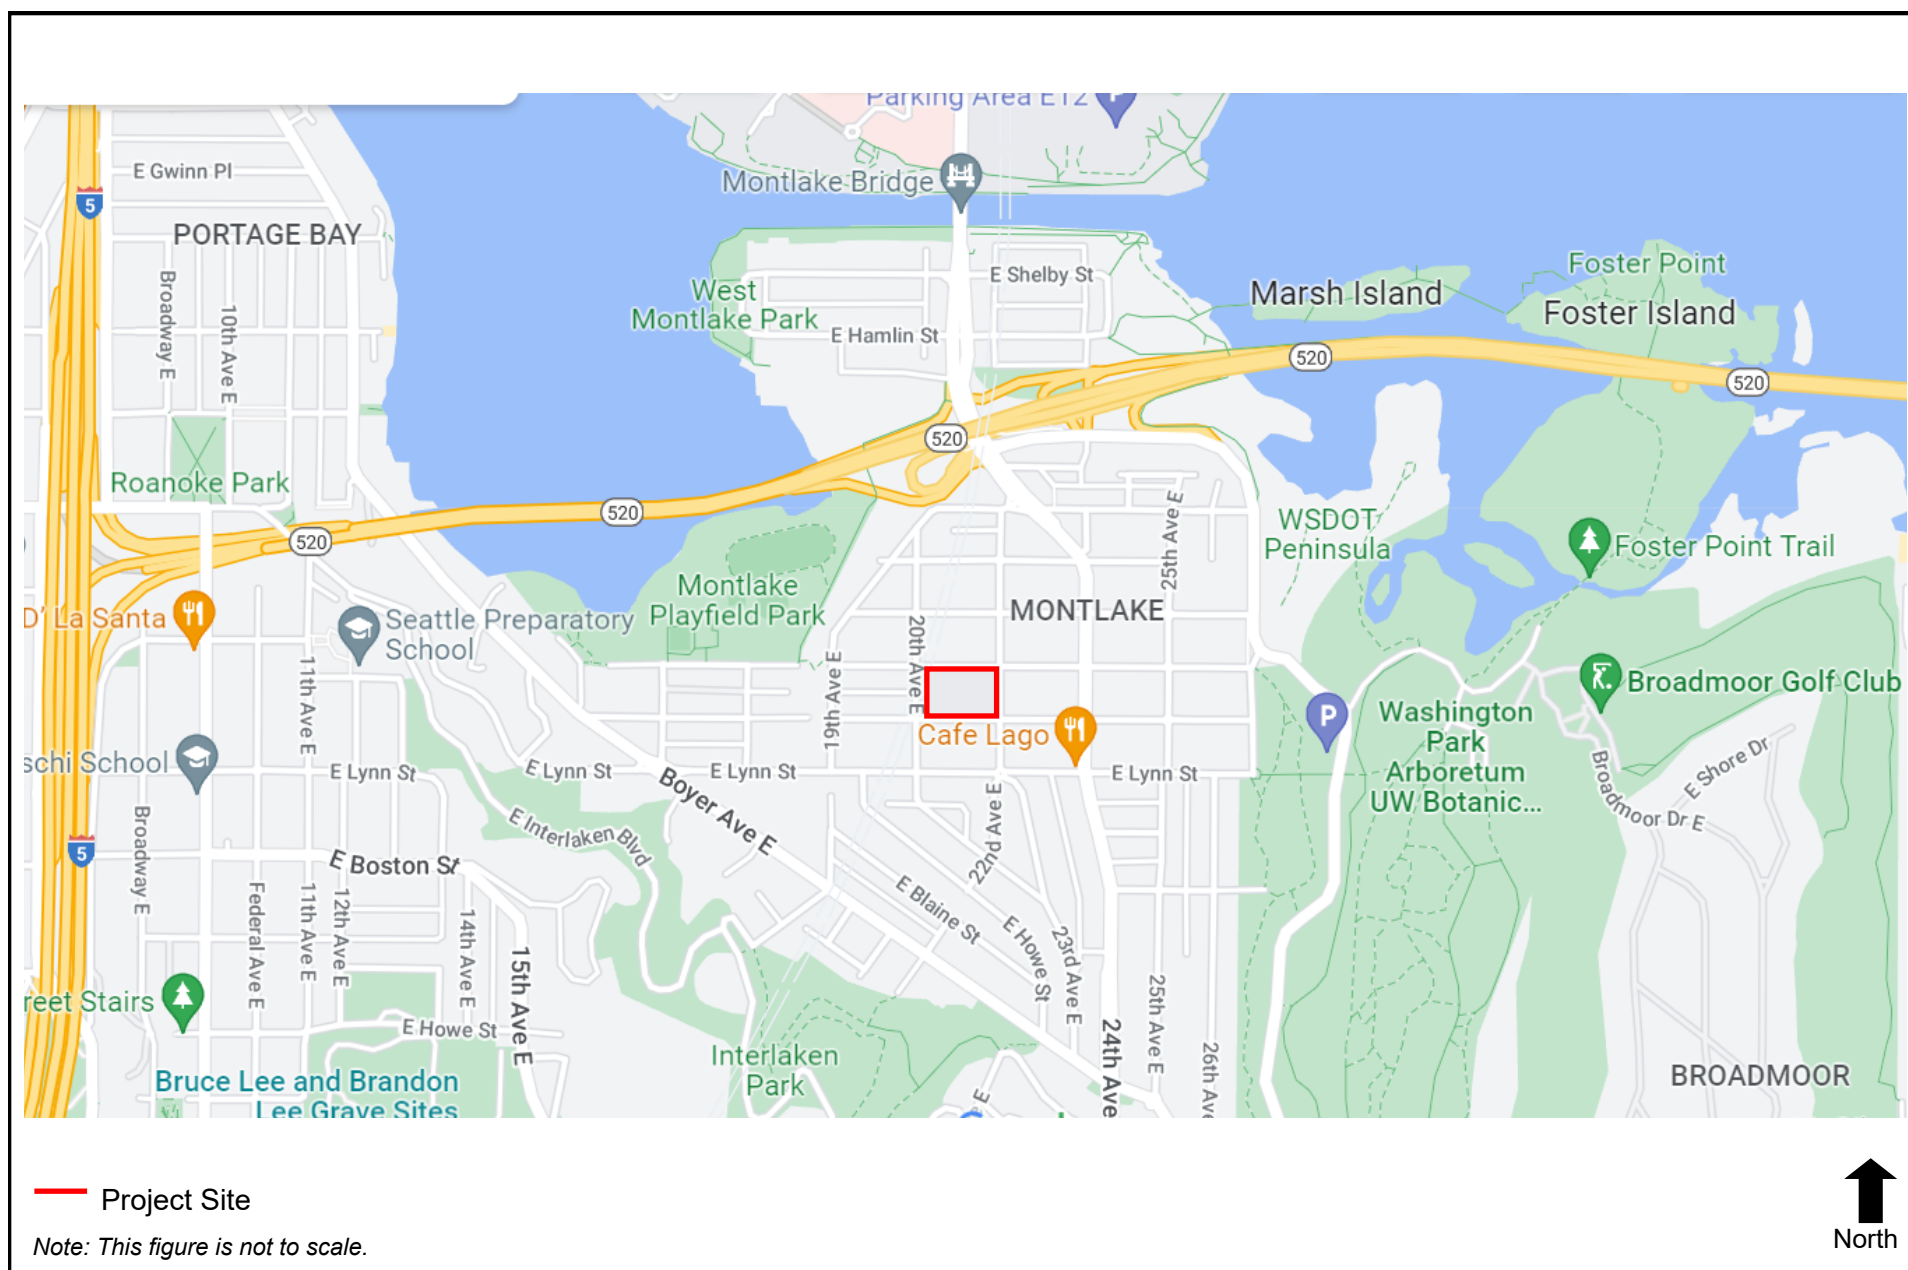 Parking Area E12
Montlake Bridge
E Gwinn Pl
5
PORTAGE BAY
Broadway E
10th Ave E
West
Montlake Park
E Shelby St
E Hamlin St
Marsh Island
Foster Point
Foster Island
520
520
520
520
520
Roanoke Park
Montlake
Playfield Park
25th Ave E
WSDOT
Peninsula
Foster Point Trail
D' La Santa
Seattle Preparatory
School
MONTLAKE
20th Ave E
19th Ave E
11th Ave E
Cafe Lago
P
Washington
Park
Arboretum
UW Botanic...
Broadmoor Golf Club
schi School
E Lynn St
E Lynn St
E Lynn St
E Lynn St
Boyer Ave E
E Interlaken Blvd
22nd Ave E
Broadmoor Dr E
E Shore Dr
5
Broadway E
E Boston St
Federal Ave E
11th Ave E
12th Ave E
14th Ave E
15th Ave E
E Blaine St
E Howe St
23rd Ave E
24th Ave
25th Ave E
26th Ave
reet Stairs
E Howe St
Interlaken
Park
E
BROADMOOR
Bruce Lee and Brandon
Lee Grave Sites
Project Site
Note: This figure is not to scale.
North